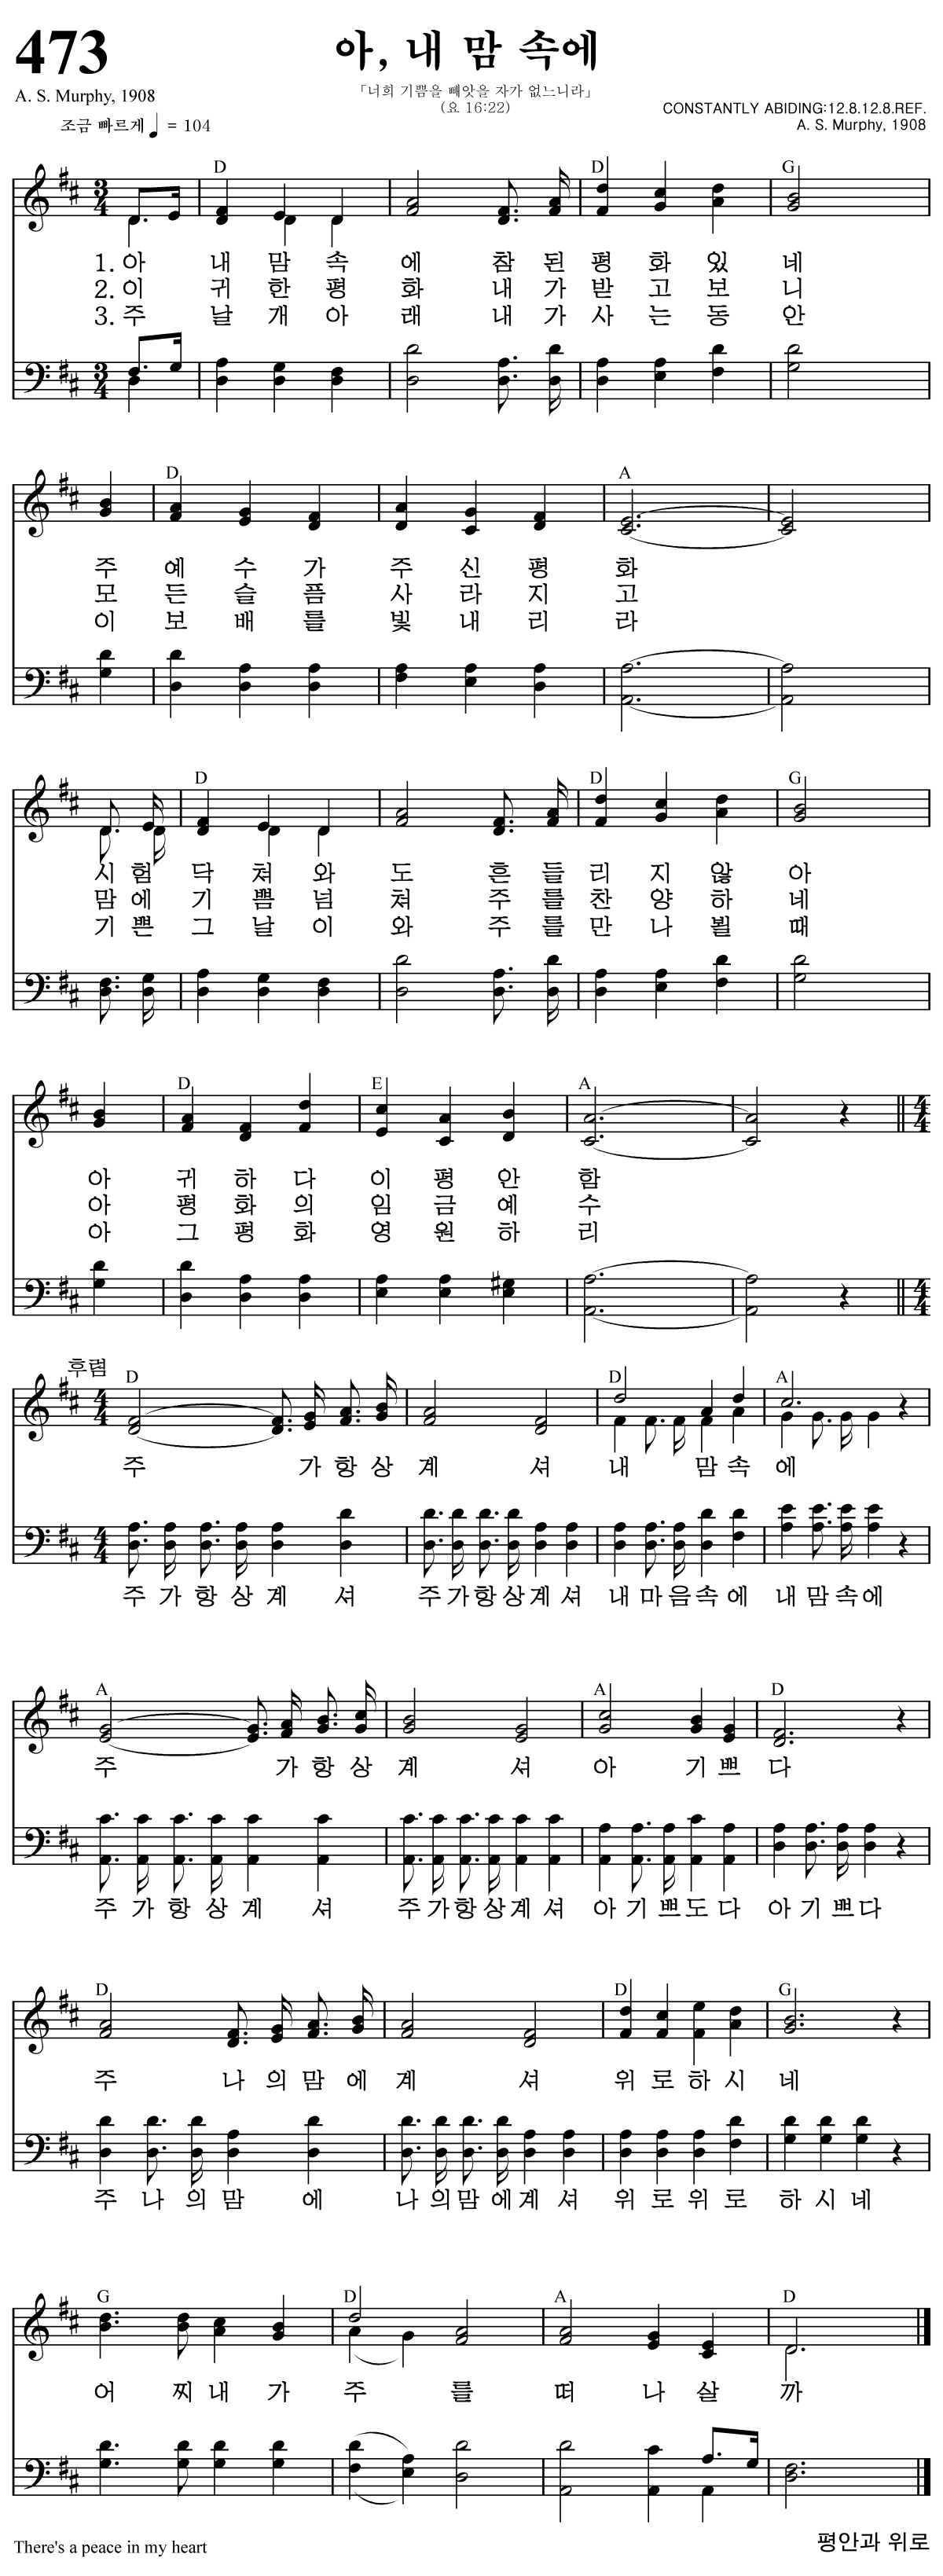 473
아, 내 맘 속에
A. S. Murphy, 1908
「너희 기쁨을 빼앗을 자가 없느니라」
(요 16:22)
CONSTANTLY ABIDING:12.8.12.8.REF.
A. S. Murphy, 1908
조금 빠르게 ♩ = 104
D D G
1. 아 내 맘 속 에 참 된 평 화 있 네
2. 이 귀 한 평 화 내 가 받 고 보 니
3. 주 날 개 아 래 내 가 사 는 동 안
D A
주 예 수 가 주 신 평 화
모 든 슬 픔 사 라 지 고
이 보 배 를 빛 내 리 라
D D G
시 험 닥 쳐 와 도 흔 들 리 지 않 아
맘 에 기 쁨 넘 쳐 주 를 찬 양 하 네
기 쁜 그 날 이 와 주 를 만 나 뵐 때
D E A
아 귀 하 다 이 평 안 함
아 평 화 의 임 금 예 수
아 그 평 화 영 원 하 리
후렴
D D A
주 가 항 상 계 셔 내 맘 속 에
주 가 항 상 계 셔 주 가 항 상 계 셔 내 마 음 속 에 내 맘 속 에
A A D
주 가 항 상 계 셔 아 기 쁘 다
주 가 항 상 계 셔 주 가 항 상 계 셔 아 기 쁘 도 다 아 기 쁘 다
D D G
주 나 의 맘 에 계 셔 위 로 하 시 네
주 나 의 맘 에 나 의 맘 에 계 셔 위 로 위 로 하 시 네
G D A D
어 찌 내 가 주 를 떠 나 살 까
There's a peace in my heart
평안과 위로